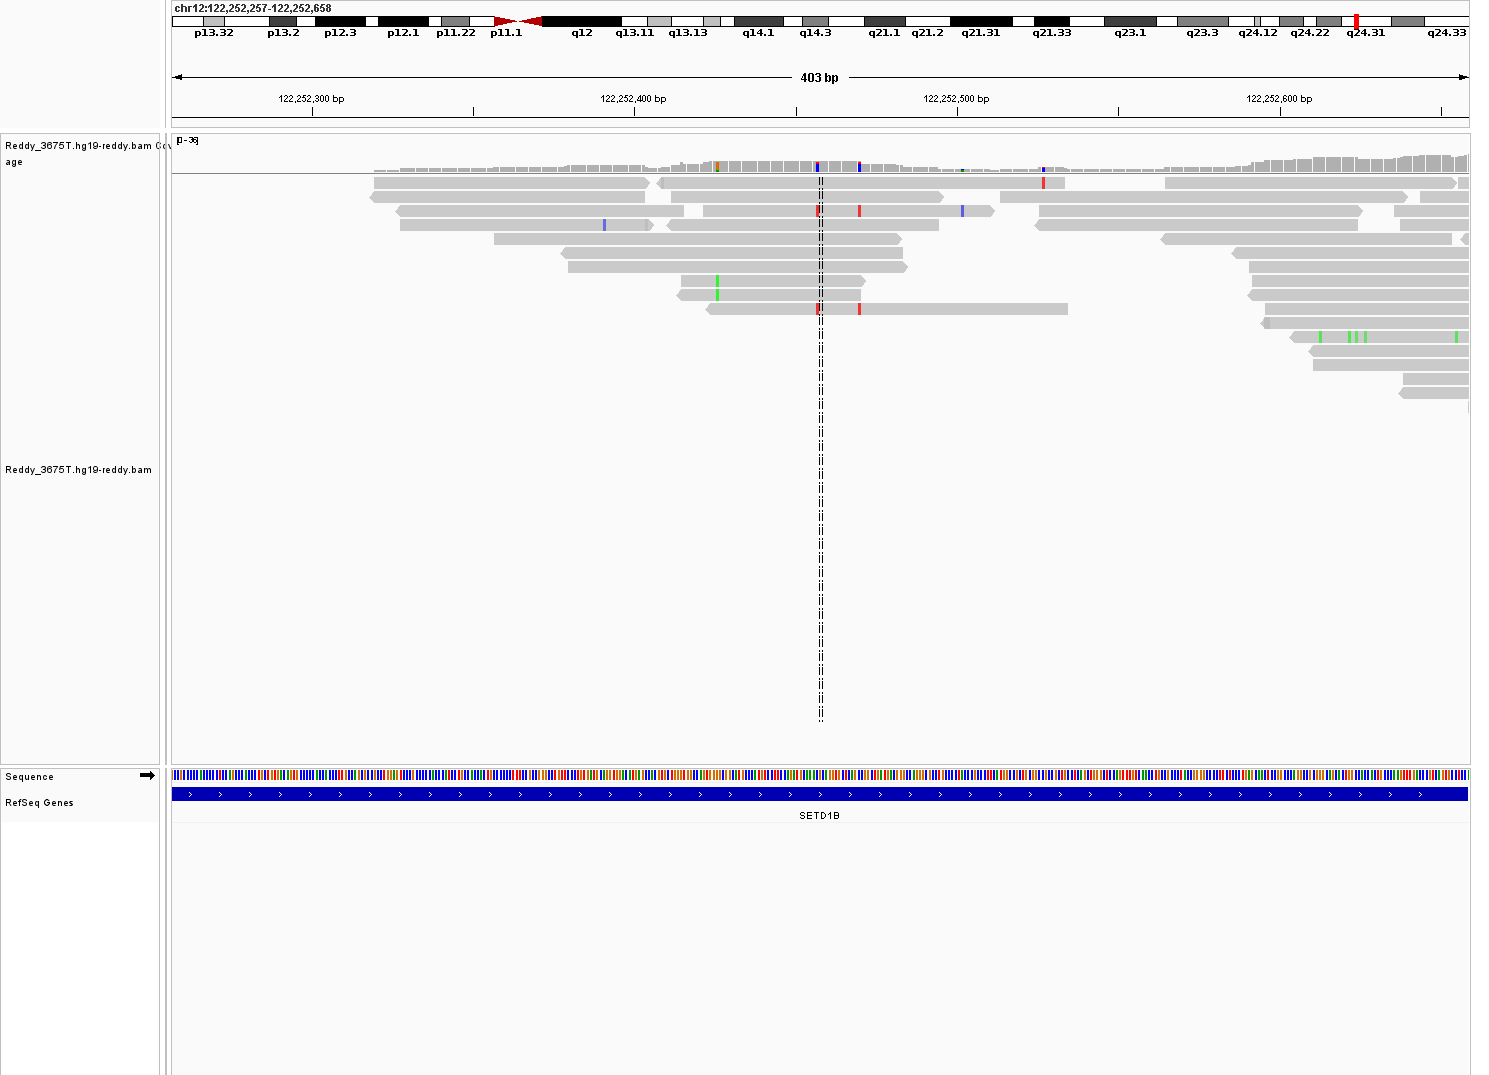 chr12:122,252,257-122,252,658
p13.32 p13.2 p12.3 p12.1 p11.22 p11.1 q12 q13.11 q13.13 q14.1 q14.3 q21.1 q21.2 q21.31 q21.33 q23.1 q23.3 q24.12 q24.22 q24.31 q24.33
403 bp
122,252,300 bp 122,252,400 bp 122,252,500 bp 122,252,600 bp
[0-36]
Reddy_3675T.hg19-reddy.bam Cov
age
Reddy_3675T.hg19-reddy.bam
Sequence
RefSeq Genes
SETD1B